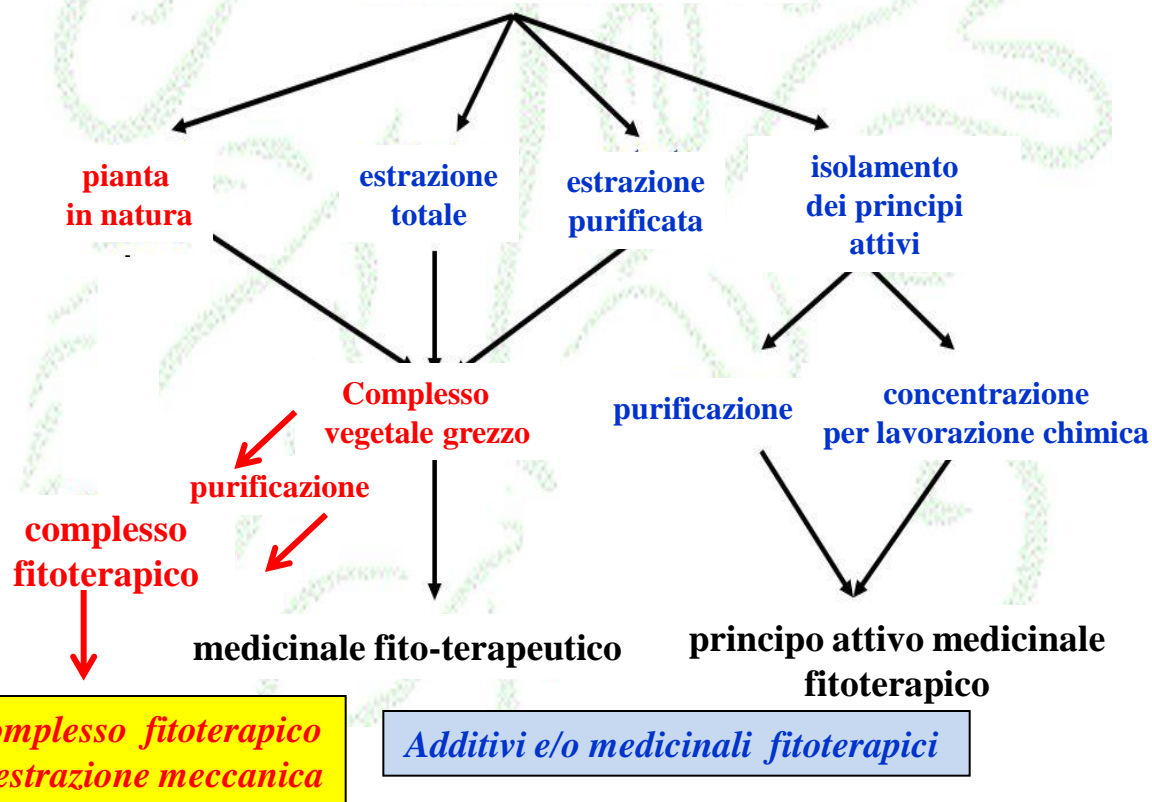 pianta
in natura
estrazione
totale
estrazione
purificata
isolamento
dei principi
attivi
Complesso
vegetale grezzo
purificazione
concentrazione
per lavorazione chimica
purificazione
complesso
fitoterapico
medicinale fito-terapeutico
principo attivo medicinale
fitoterapico
omplesso fitoterapico
estrazione meccanica
Additivi e/o medicinali fitoterapici